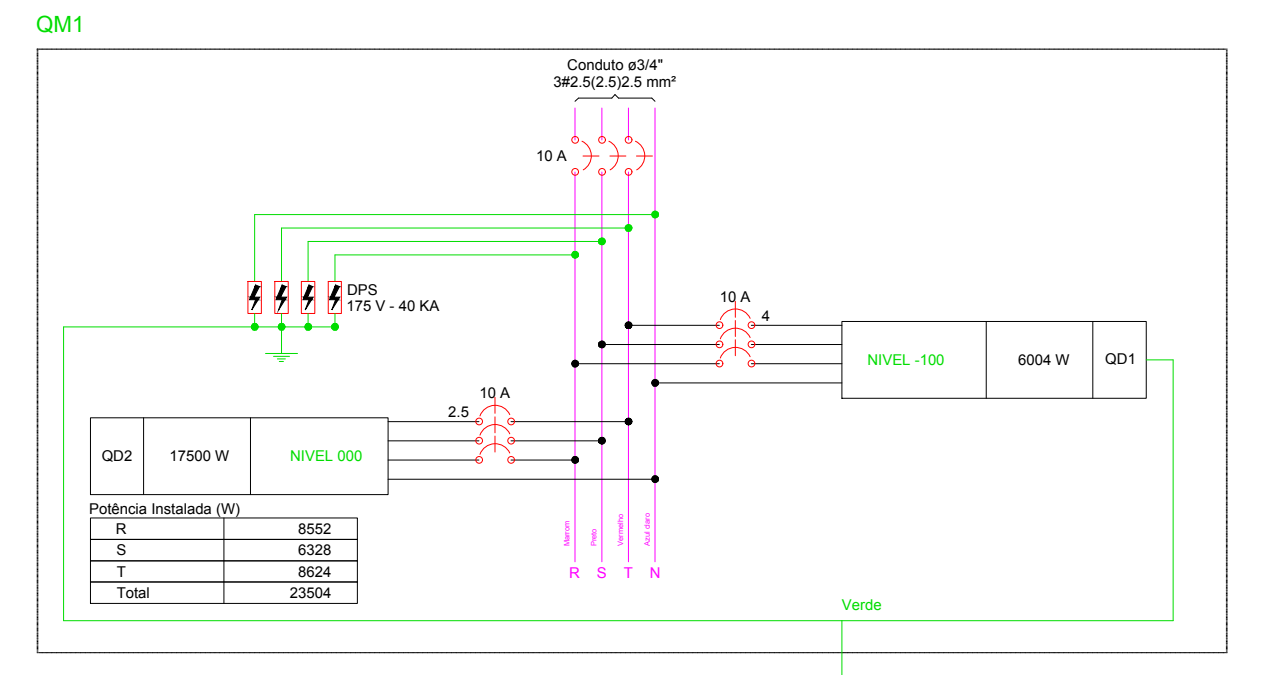 QM1
Conduto ø3/4"
3#2.5(2.5)2.5 mm²
10 A
DPS
175 V - 40 KA
10 A
4
NIVEL -100 6004 W QD1
10 A
2.5
QD2 17500 W NIVEL 000
Potência Instalada (W)
R 8552
S 6328
T 8624
Total 23504
Marrom Preto Vermelho Azul claro
R S T N
Verde